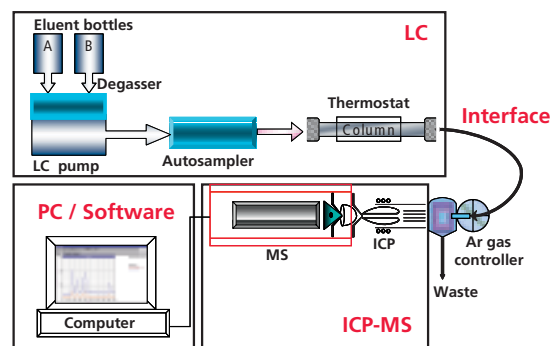 Eluent bottles
LC
A
B
Degasser
LC pump
Autosampler
Thermostat
Column
Interface
PC / Software
MS
ICP
Ar gas
controller
Waste
Computer
ICP-MS